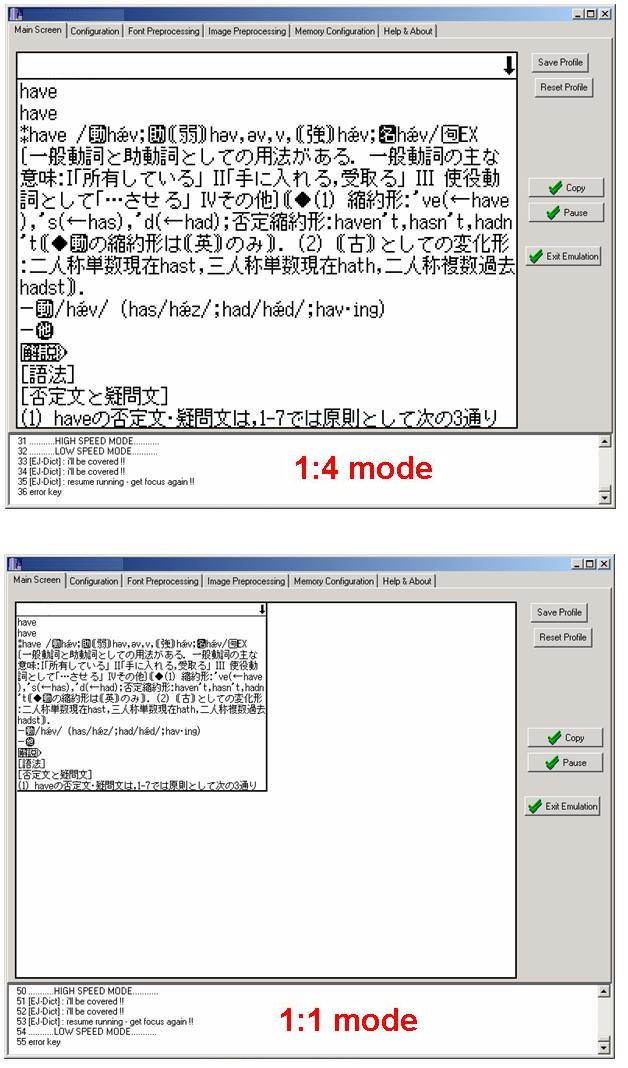 Main Screen Configuration Font Preprocessing Image Preprocessing Memory Configuration Help & About
Save Profile
Reset Profile
Copy
Pause
Exit Emulation
have
have
⁑have /動hǽv;助⸨弱⸩həv,əv,v,⸨強⸩hǽv;名hǽv/句EX
[一般動詞と助動詞としての用法がある. 一般動詞の主な
意味:I「所有している」 II「手に入れる,受取る」 III 使役動
詞として「…させる」 IVその他]⸨◆(1) 縮約形:'ve(←have
),'s(←has),'d(←had);否定縮約形:haven't,hasn't,hadn
't⸨◆動の縮約形は⸨英⸩のみ⸩. (2) ⸨古⸩としての変化形
:二人称単数現在hast,三人称単数現在hath,二人称複数過去
hadst⸩.
―動/hǽv/ (has/hǽz/;had/hǽd/;hav·ing)
―他
解説
[語法]
[否定文と疑問文]
(1) haveの否定文·疑問文は,1-7では原則として次の3通り
31 ...........HIGH SPEED MODE...........
32 ...........LOW SPEED MODE...........
33 [EJ-Dict] : i'll be covered !!
34 [EJ-Dict] : i'll be covered !!
35 [EJ-Dict] : resume running - get focus again !!
36 error key
1:4 mode
Main Screen Configuration Font Preprocessing Image Preprocessing Memory Configuration Help & About
Save Profile
Reset Profile
Copy
Pause
Exit Emulation
have
have
⁑have /動hǽv;助⸨弱⸩həv,əv,v,⸨強⸩hǽv;名hǽv/句EX
[一般動詞と助動詞としての用法がある. 一般動詞の主な
意味:I「所有している」 II「手に入れる,受取る」 III 使役動
詞として「…させる」 IVその他]⸨◆(1) 縮約形:'ve(←have
),'s(←has),'d(←had);否定縮約形:haven't,hasn't,hadn
't⸨◆動の縮約形は⸨英⸩のみ⸩. (2) ⸨古⸩としての変化形
:二人称単数現在hast,三人称単数現在hath,二人称複数過去
hadst⸩.
―動/hǽv/ (has/hǽz/;had/hǽd/;hav·ing)
―他
解説
[語法]
[否定文と疑問文]
(1) haveの否定文·疑問文は,1-7では原則として次の3通り
50 ...........HIGH SPEED MODE...........
51 [EJ-Dict] : i'll be covered !!
52 [EJ-Dict] : i'll be covered !!
53 [EJ-Dict] : resume running - get focus again !!
54 ...........LOW SPEED MODE...........
55 error key
1:1 mode